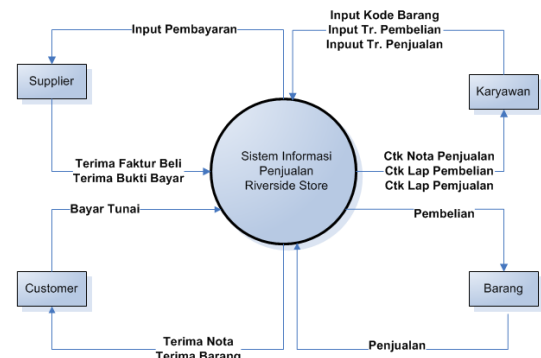 Input Pembayaran
Input Kode Barang
Input Tr. Pembelian
Inpuut Tr. Penjualan
Supplier
Karyawan
Sistem Informasi
Penjualan
Riverside Store
Terima Faktur Beli
Terima Bukti Bayar
Ctk Nota Penjualan
Ctk Lap Pembelian
Ctk Lap Pemjualan
Bayar Tunai
Pembelian
Customer
Barang
Terima Nota
Terima Barang
Penjualan